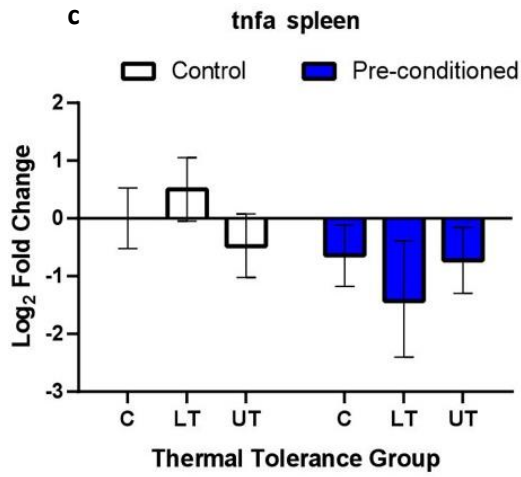 c
tnfa spleen
Control Pre-conditioned
Log2 Fold Change
2
1
0
-1
-2
-3
C LT UT C LT UT
Thermal Tolerance Group